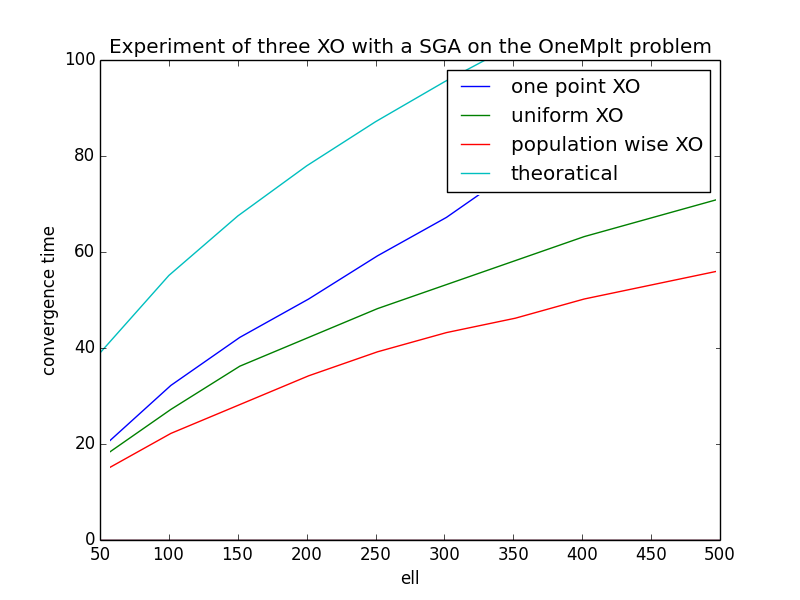 Experiment of three XO with a SGA on the OneMplt problem
100
one point XO
uniform XO
population wise XO
theoratical
80
60
40
20
0
convergence time
50 100 150 200 250 300 350 400 450 500
ell